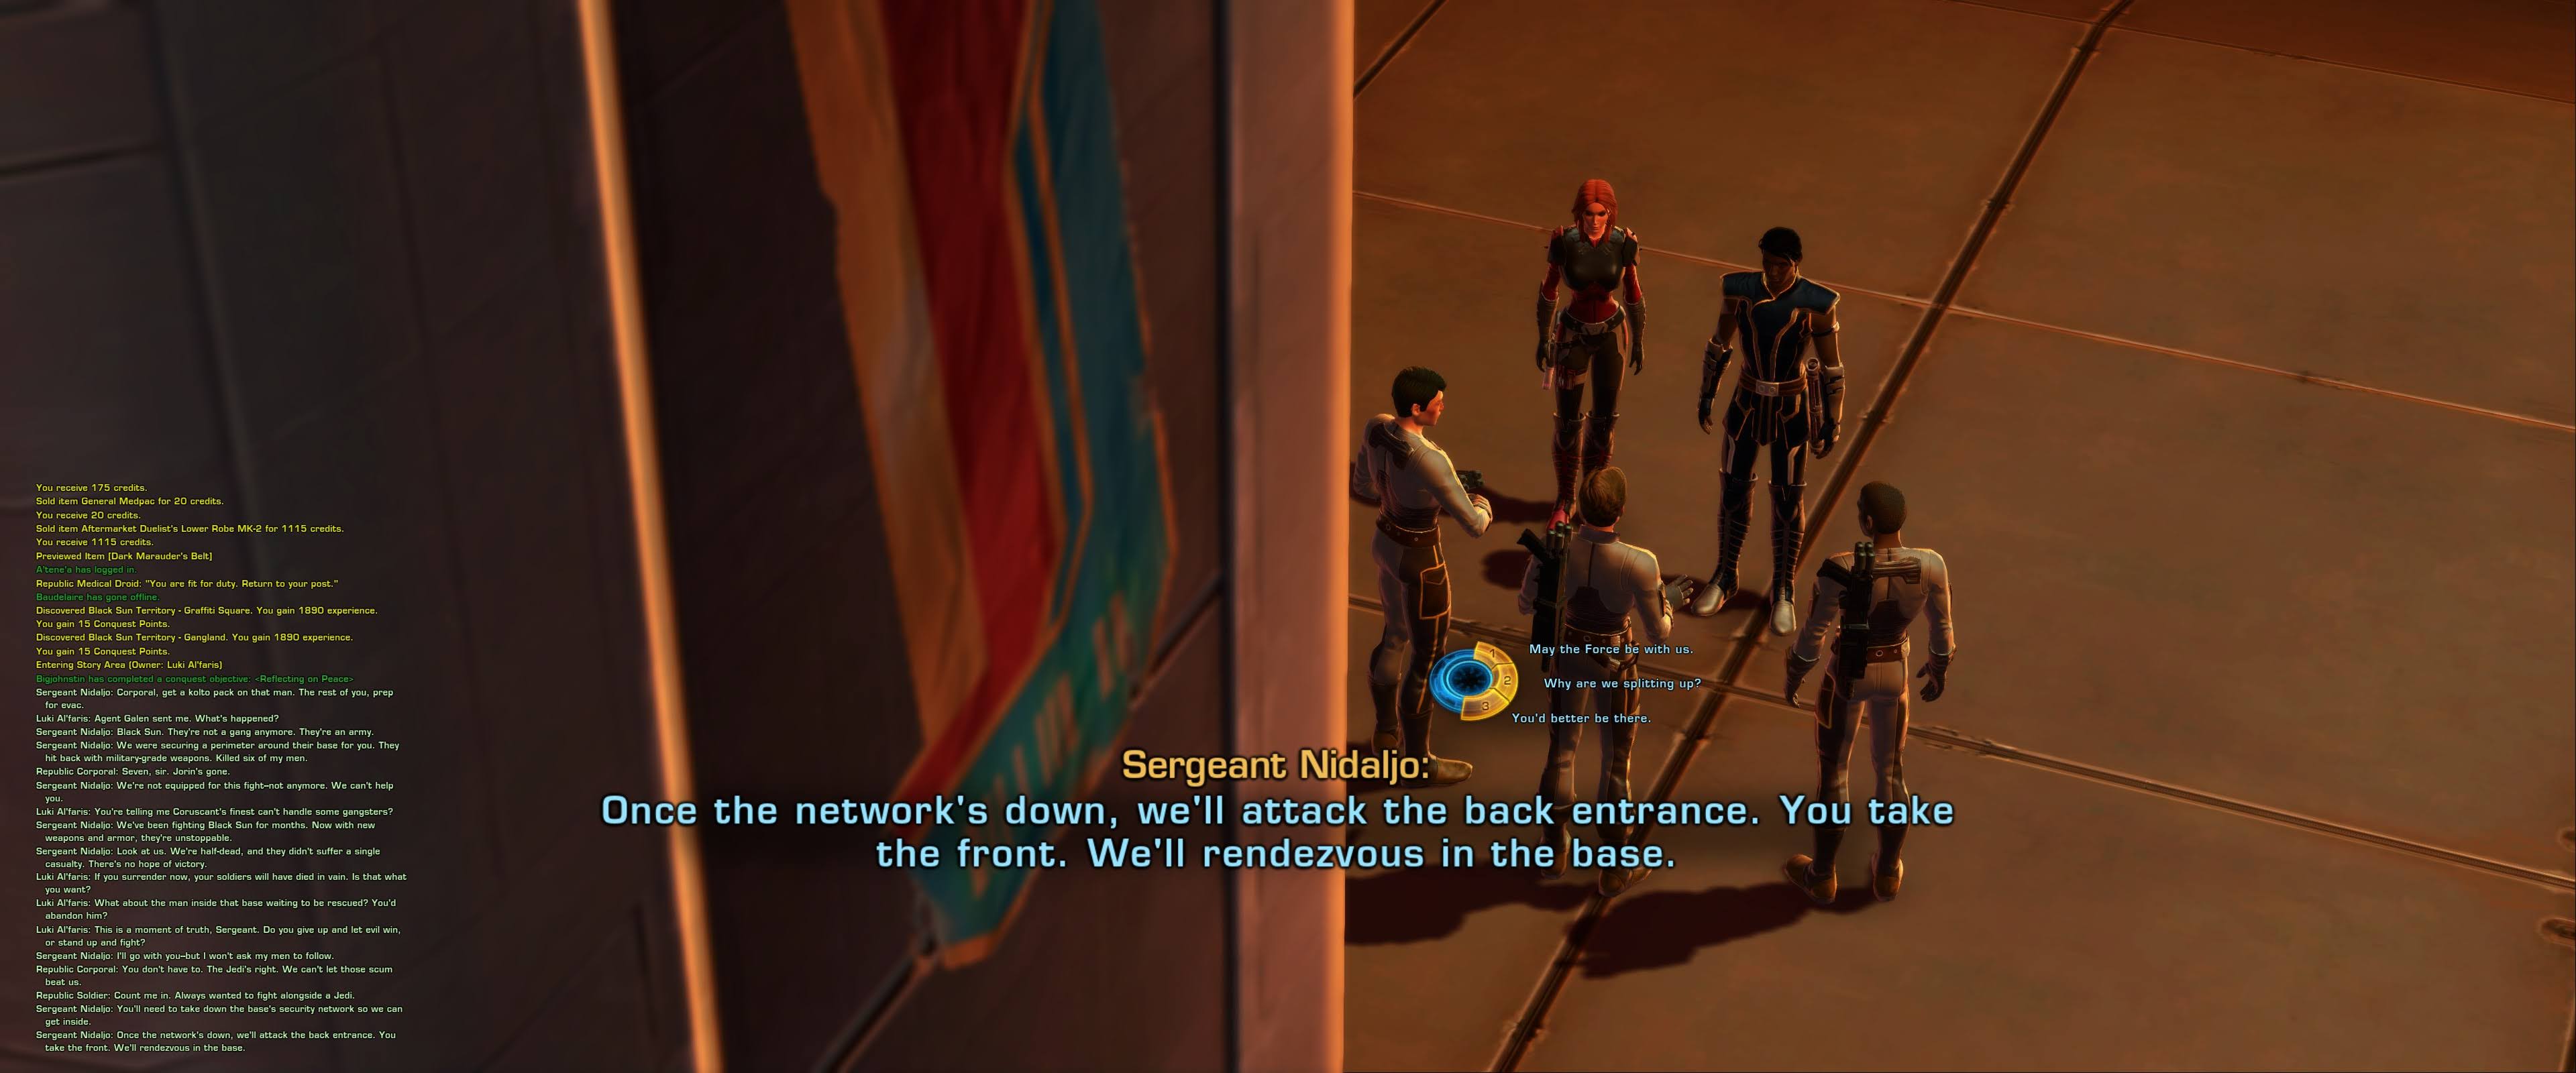 You receive 175 credits.
Sold item General Medpac for 20 credits.
You receive 20 credits.
Sold item Aftermarket Duelist's Lower Robe MK-2 for 1115 credits.
You receive 1115 credits.
Previewed Item [Dark Marauder's Belt]
A'tene'a has logged in.
Republic Medical Droid: "You are fit for duty. Return to your post."
Baudelaire has gone offline.
Discovered Black Sun Territory - Graffiti Square. You gain 1890 experience.
You gain 15 Conquest Points.
Discovered Black Sun Territory - Gangland. You gain 1890 experience.
You gain 15 Conquest Points.
Entering Story Area (Owner: Luki Al'faris)
Bigjohnstin has completed a conquest objective: <Reflecting on Peace>
Sergeant Nidaljo: Corporal, get a kolto pack on that man. The rest of you, prep
for evac.
Luki Al'faris: Agent Galen sent me. What's happened?
Sergeant Nidaljo: Black Sun. They're not a gang anymore. They're an army.
Sergeant Nidaljo: We were securing a perimeter around their base for you. They
hit back with military-grade weapons. Killed six of my men.
Republic Corporal: Seven, sir. Jorin's gone.
Sergeant Nidaljo: We're not equipped for this fight—not anymore. We can't help
you.
Luki Al'faris: You're telling me Coruscant's finest can't handle some gangsters?
Sergeant Nidaljo: We've been fighting Black Sun for months. Now with new
weapons and armor, they're unstoppable.
Sergeant Nidaljo: Look at us. We're half-dead, and they didn't suffer a single
casualty. There's no hope of victory.
Luki Al'faris: If you surrender now, your soldiers will have died in vain. Is that what
you want?
Luki Al'faris: What about the man inside that base waiting to be rescued? You'd
abandon him?
Luki Al'faris: This is a moment of truth, Sergeant. Do you give up and let evil win,
or stand up and fight?
Sergeant Nidaljo: I'll go with you—but I won't ask my men to follow.
Republic Corporal: You don't have to. The Jedi's right. We can't let those scum
beat us.
Republic Soldier: Count me in. Always wanted to fight alongside a Jedi.
Sergeant Nidaljo: You'll need to take down the base's security network so we can
get inside.
Sergeant Nidaljo: Once the network's down, we'll attack the back entrance. You
take the front. We'll rendezvous in the base.
1 May the Force be with us.
2 Why are we splitting up?
3 You'd better be there.
Sergeant Nidaljo:
Once the network's down, we'll attack the back entrance. You take
the front. We'll rendezvous in the base.